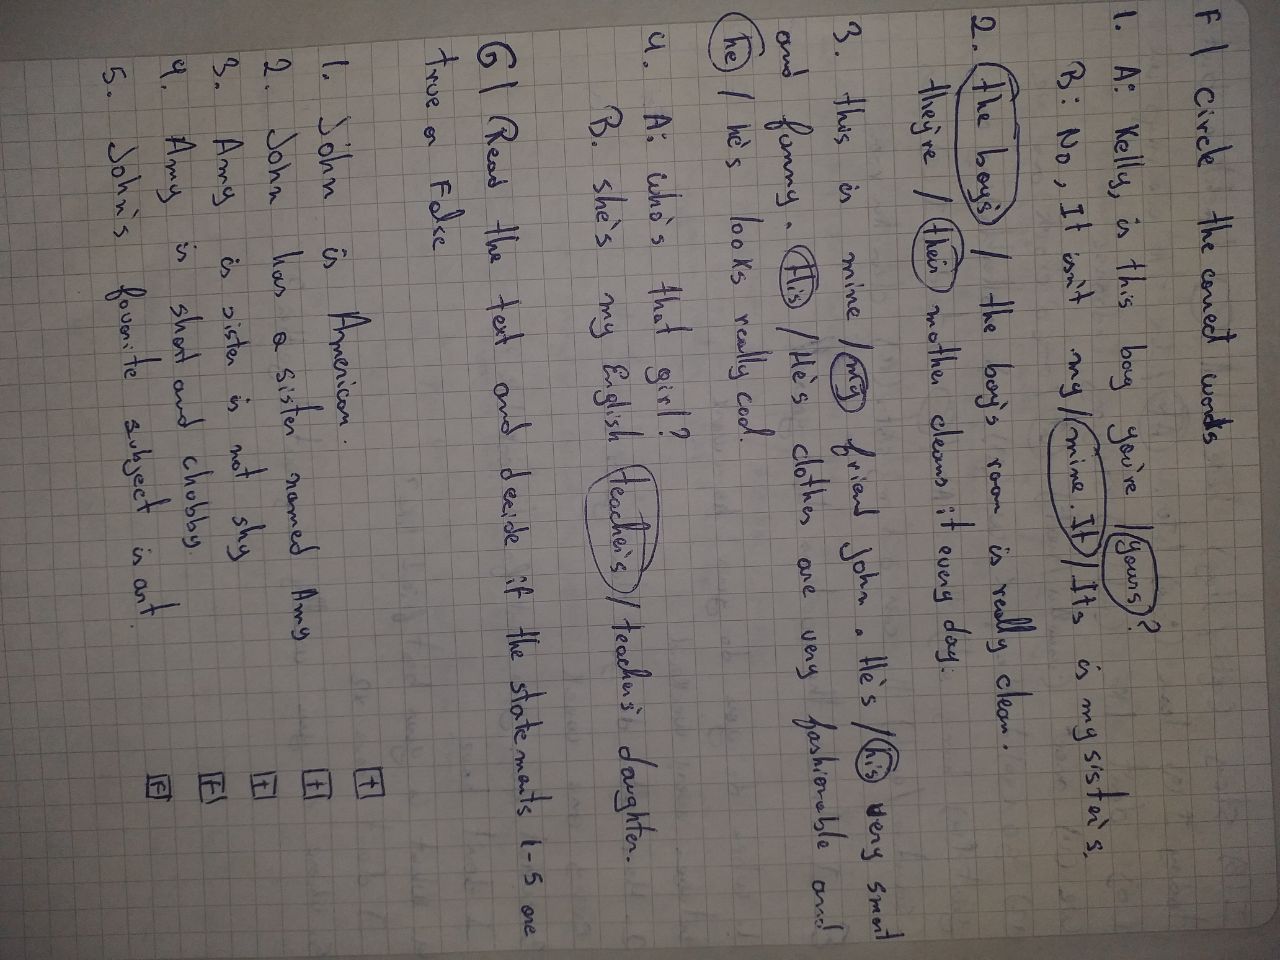 F| Circle the correct words
1. A: Kelly, is this bag you're / yours?
B: No, It isn't my / mine. It / Its is my sister's,
2. the boys / the boy's room is really clean.
they're / their mother cleans it every day.
3. this is mine / my friend John. He's / his very smart
and funny. His / He's clothes are very fashionable and
he / he's looks really cool.
4. A: who's that girl?
B. she's my English teacher's / teachers' daughter.
G| Read the text and decide if the statements 1-5 are
true or False
1. John is American. T
2. John has a sister named Amy T
3. Amy is sister is not shy T
4. Amy is short and chubby F
5. John's favorite subject is art. F